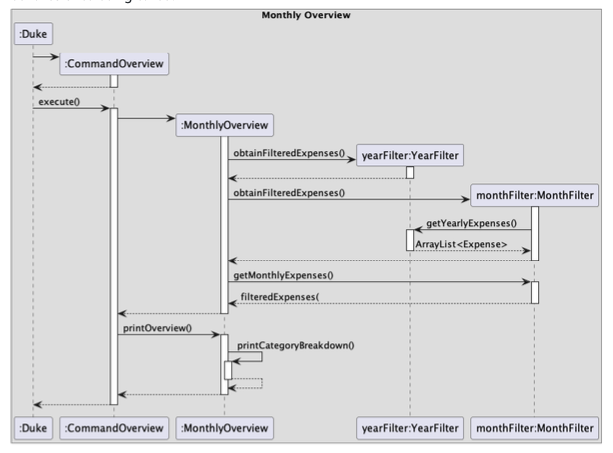 Monthly Overview
:Duke
:CommandOverview
execute()
:MonthlyOverview
obtainFilteredExpenses()
yearFilter:YearFilter
obtainFilteredExpenses()
monthFilter:MonthFilter
getYearlyExpenses()
ArrayList<Expense>
getMonthlyExpenses()
filteredExpenses(
printOverview()
printCategoryBreakdown()
:Duke :CommandOverview :MonthlyOverview yearFilter:YearFilter monthFilter:MonthFilter